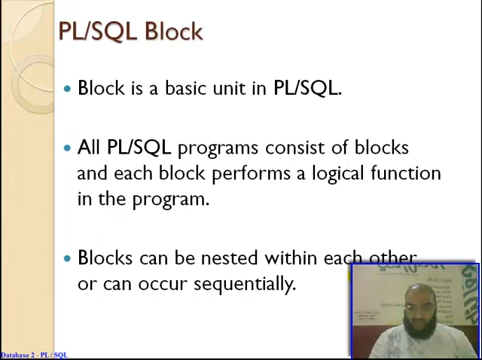 PL/SQL Block
• Block is a basic unit in PL/SQL.
• All PL/SQL programs consist of blocks
and each block performs a logical function
in the program.
• Blocks can be nested within each other
or can occur sequentially.
Database 2 - PL / SQL